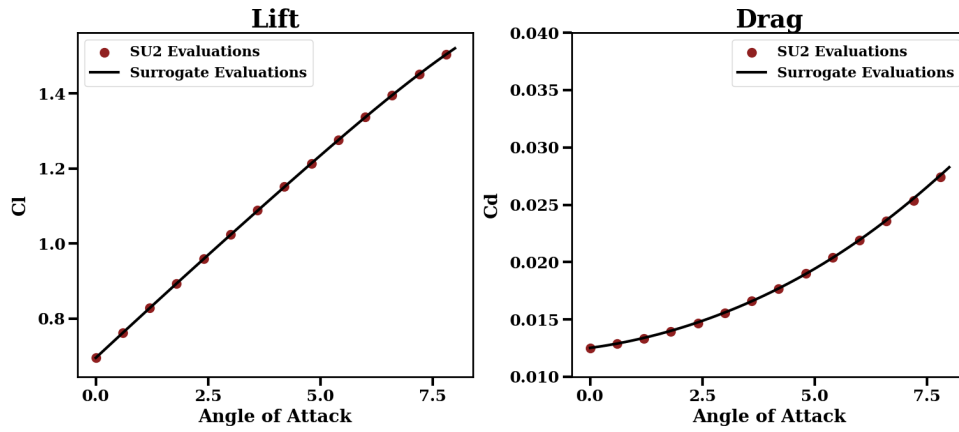 Lift
SU2 Evaluations
Surrogate Evaluations
Cl
1.4
1.2
1.0
0.8
0.0
2.5
5.0
7.5
Angle of Attack
Drag
SU2 Evaluations
Surrogate Evaluations
Cd
0.040
0.035
0.030
0.025
0.020
0.015
0.010
0.0
2.5
5.0
7.5
Angle of Attack